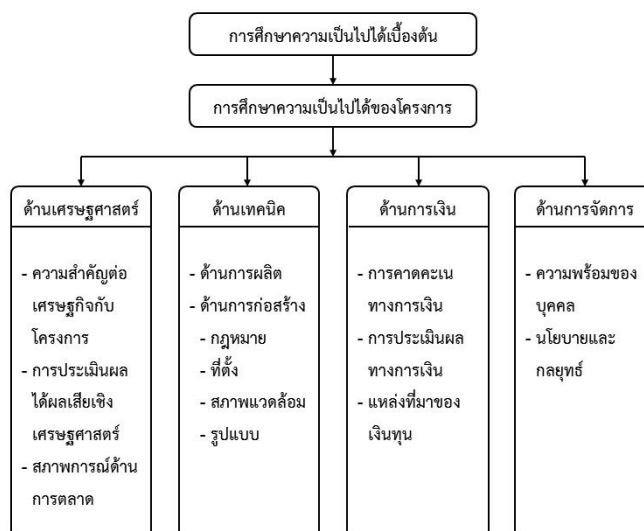 การศึกษาความเป็นไปได้เบื้องต้น
การศึกษาความเป็นไปได้ของโครงการ
ด้านเศรษฐศาสตร์
- ความสำคัญต่อ
เศรษฐกิจกับ
โครงการ
- การประเมินผล
ได้ผลเสียเชิง
เศรษฐศาสตร์
- สภาพการณ์ด้าน
การตลาด
ด้านเทคนิค
- ด้านการผลิต
- ด้านการก่อสร้าง
- กฎหมาย
- ที่ตั้ง
- สภาพแวดล้อม
- รูปแบบ
ด้านการเงิน
- การคาดคะเน
ทางการเงิน
- การประเมินผล
ทางการเงิน
- แหล่งที่มาของ
เงินทุน
ด้านการจัดการ
- ความพร้อมของ
บุคคล
- นโยบายและ
กลยุทธ์